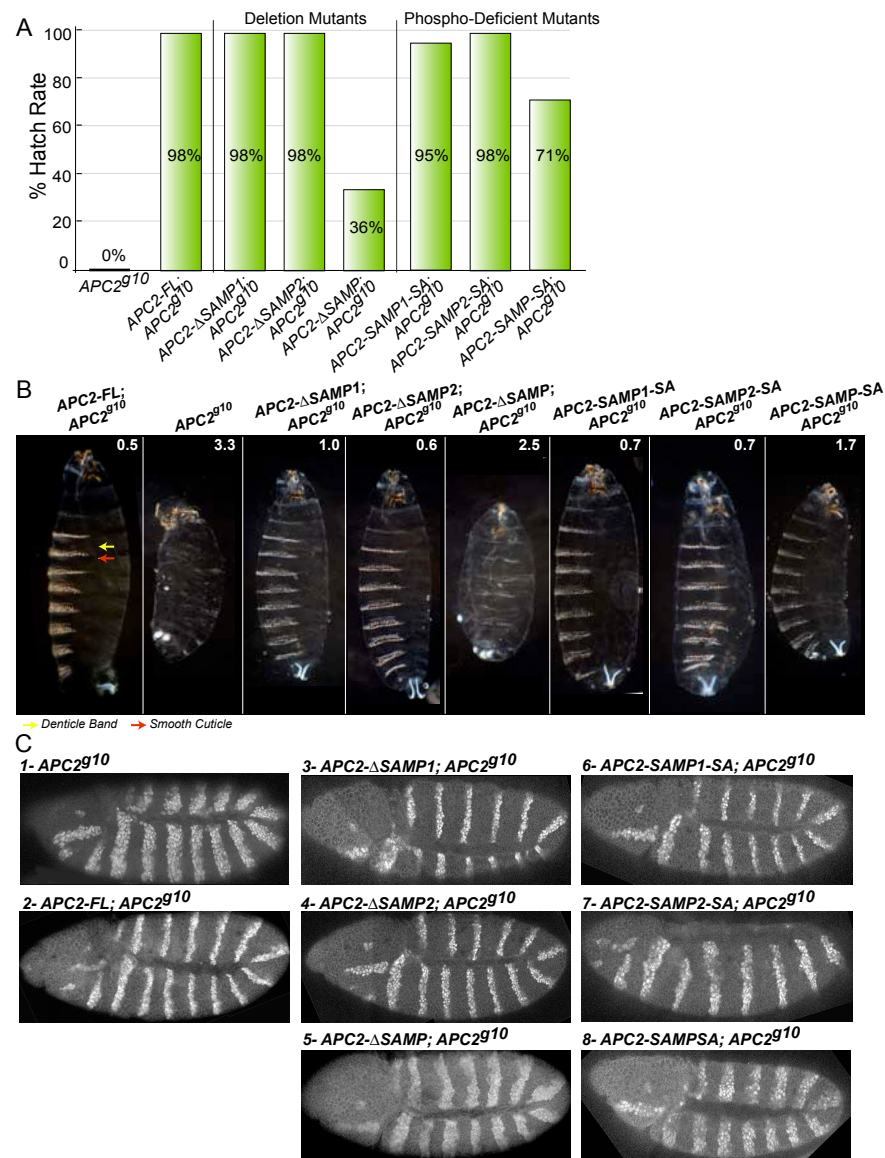 A
Deletion Mutants
Phospho-Deficient Mutants
% Hatch Rate
100
80
60
40
20
0
0%
98%
98%
98%
36%
95%
98%
71%
APC2g10
APC2-FL;
APC2g10
APC2-ΔSAMP1;
APC2g10
APC2-ΔSAMP2;
APC2g10
APC2-ΔSAMP;
APC2g10
APC2-SAMP1-SA;
APC2g10
APC2-SAMP2-SA;
APC2g10
APC2-SAMP-SA;
APC2g10
B
APC2-FL;
APC2g10
APC2g10
APC2-ΔSAMP1;
APC2g10
APC2-ΔSAMP2;
APC2g10
APC2-ΔSAMP;
APC2g10
APC2-SAMP1-SA
APC2g10
APC2-SAMP2-SA
APC2g10
APC2-SAMP-SA
APC2g10
0.5
3.3
1.0
0.6
2.5
0.7
0.7
1.7
Denticle Band
Smooth Cuticle
C
1- APC2g10
3- APC2-ΔSAMP1; APC2g10
6- APC2-SAMP1-SA; APC2g10
2- APC2-FL; APC2g10
4- APC2-ΔSAMP2; APC2g10
7- APC2-SAMP2-SA; APC2g10
5- APC2-ΔSAMP; APC2g10
8- APC2-SAMPSA; APC2g10